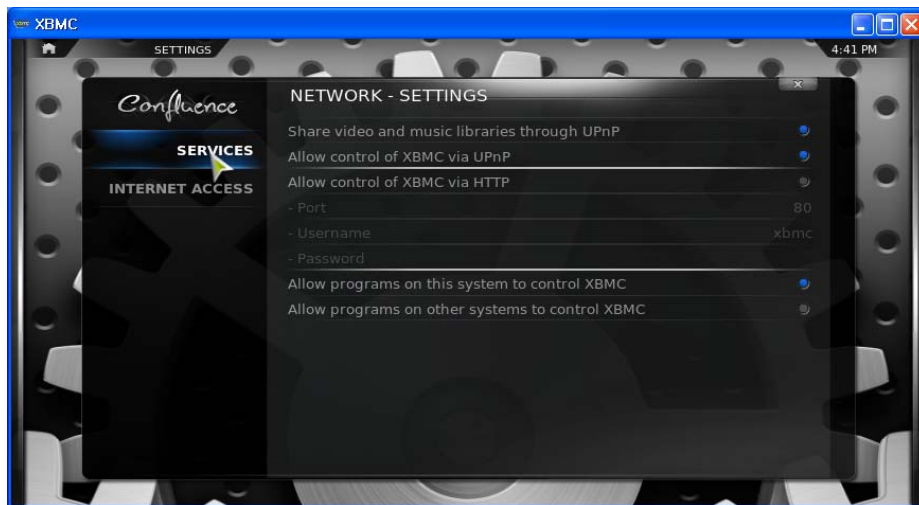 XBMC
SETTINGS
4:41 PM
Confluence
NETWORK - SETTINGS
Share video and music libraries through UPnP
SERVICES
Allow control of XBMC via UPnP
Allow control of XBMC via HTTP
INTERNET ACCESS
- Port 80
- Username xbmc
- Password
Allow programs on this system to control XBMC
Allow programs on other systems to control XBMC